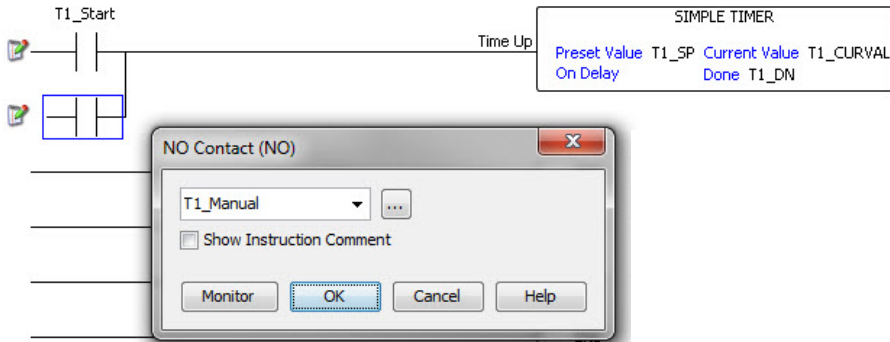 T1_Start
SIMPLE TIMER
Time Up
Preset Value T1_SP Current Value T1_CURVAL
On Delay Done T1_DN
NO Contact (NO)
T1_Manual
...
Show Instruction Comment
Monitor OK Cancel Help